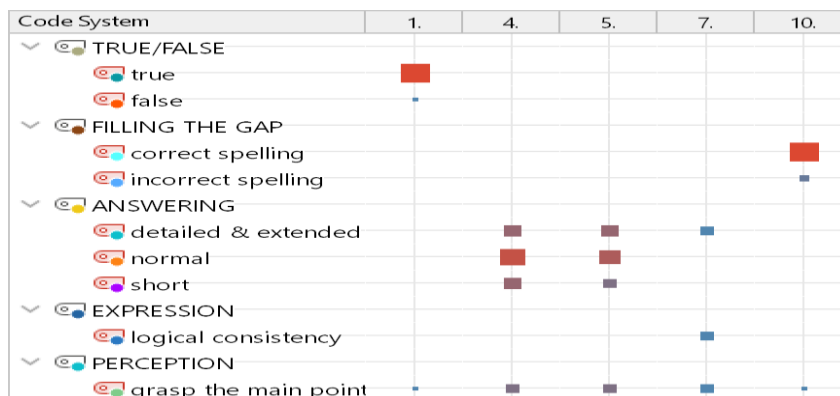 Code System 1. 4. 5. 7. 10.
TRUE/FALSE
true
false
FILLING THE GAP
correct spelling
incorrect spelling
ANSWERING
detailed & extended
normal
short
EXPRESSION
logical consistency
PERCEPTION
grasp the main point